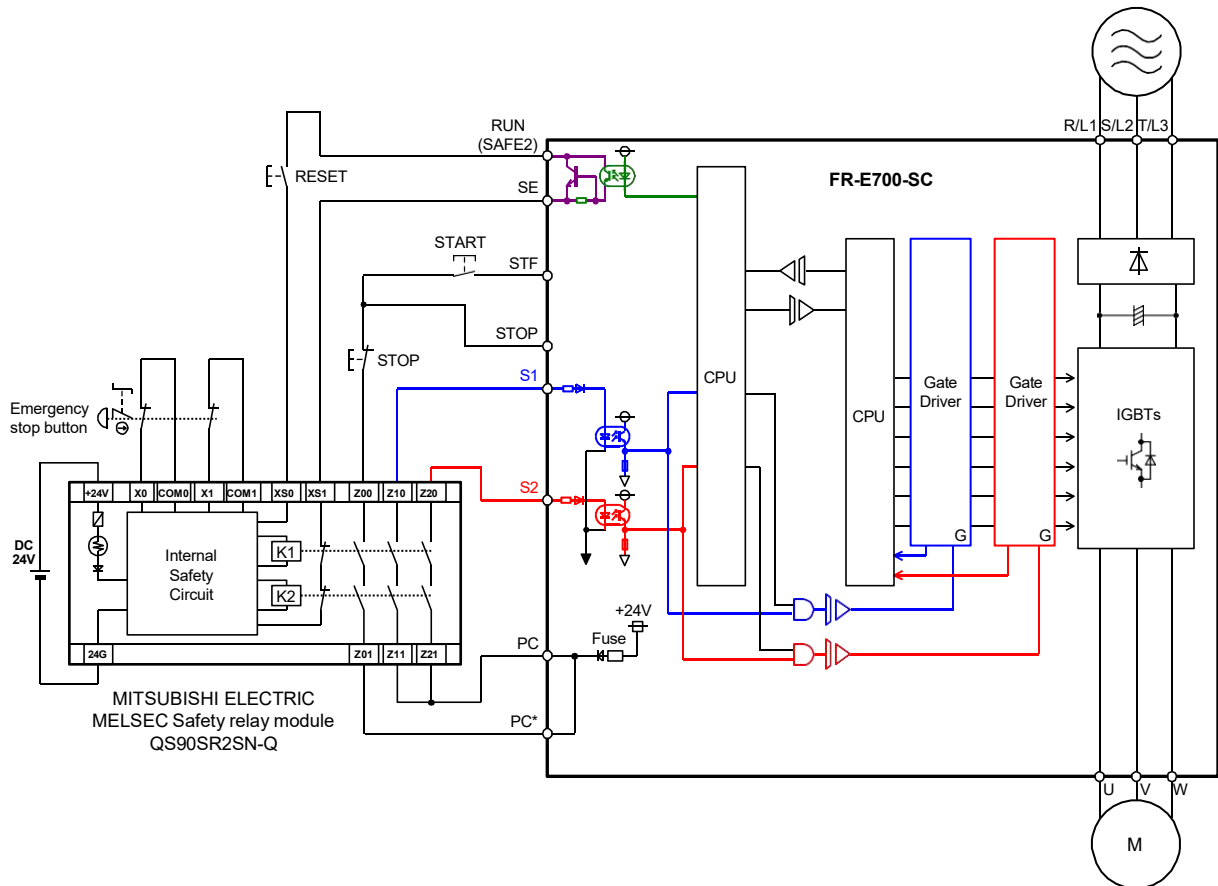 R/L1 S/L2 T/L3
RUN
(SAFE2)
RESET
FR-E700-SC
SE
START
STF
STOP
STOP
S1
CPU
CPU
Gate
Driver
Gate
Driver
IGBTs
Emergency
stop button
S2
+24V X0 COM0 X1 COM1 XS0 XS1 Z00 Z10 Z20
G
G
DC
24V
Internal
Safety
Circuit
K1
K2
+24V
Fuse
PC
24G Z01 Z11 Z21
PC*
MITSUBISHI ELECTRIC
MELSEC Safety relay module
QS90SR2SN-Q
U V W
M